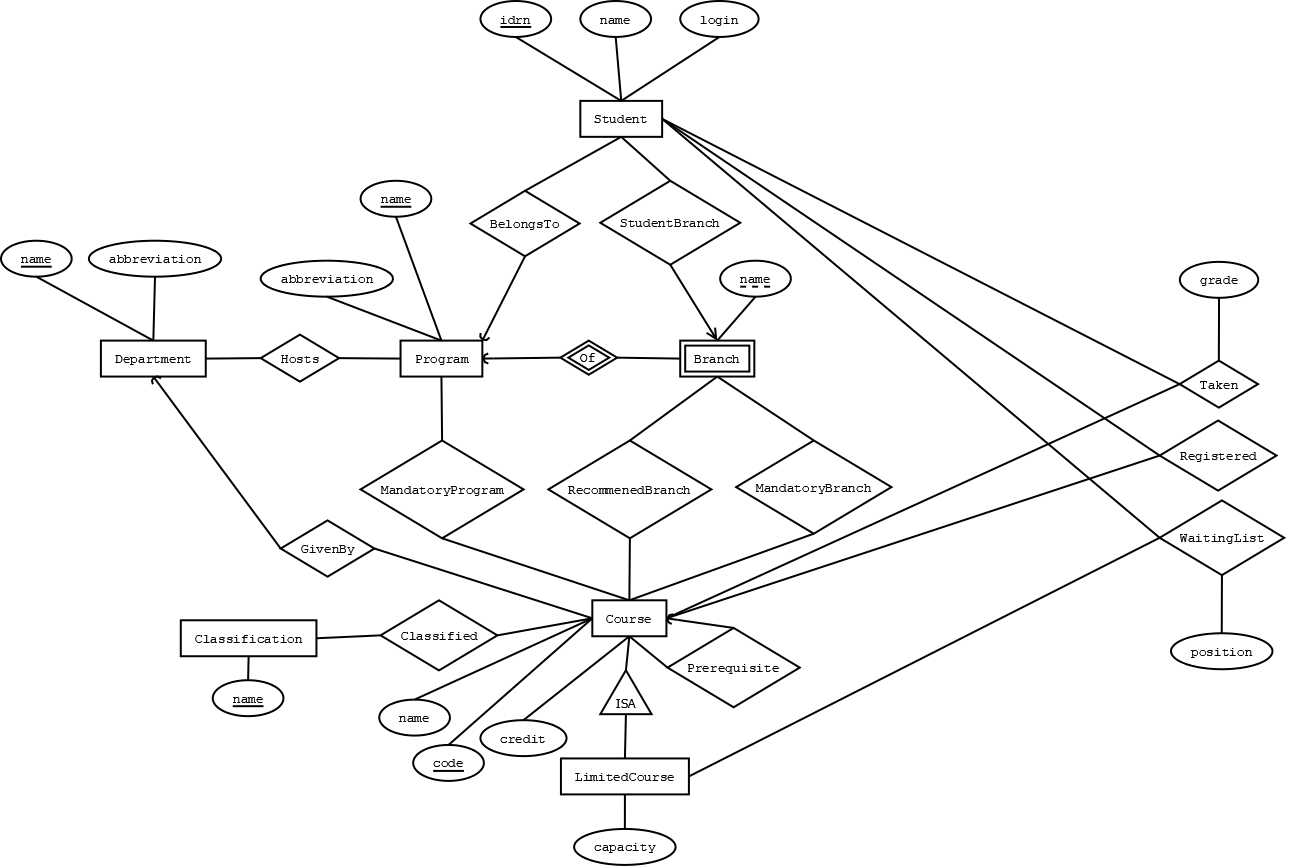 idrn
name
login
Student
name
BelongsTo
StudentBranch
name
abbreviation
abbreviation
name
grade
Department
Hosts
Program
Of
Branch
Taken
MandatoryProgram
RecommenedBranch
MandatoryBranch
Registered
GivenBy
WaitingList
Classification
Classified
Course
Prerequisite
position
name
name
ISA
code
credit
LimitedCourse
capacity